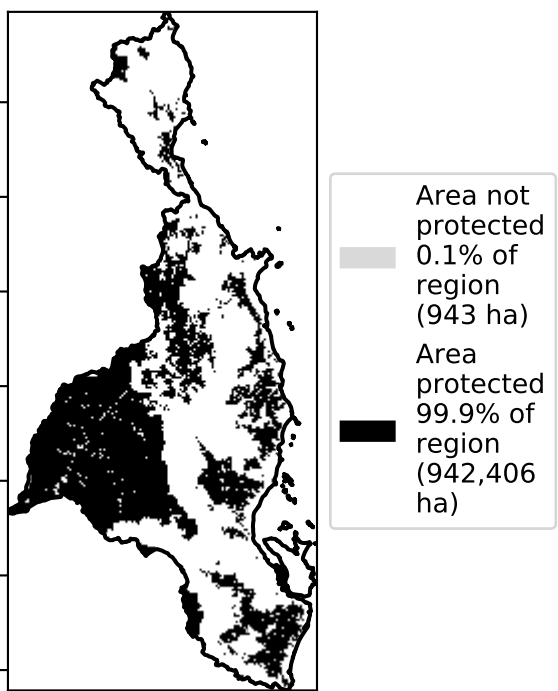 Area not
protected
0.1% of
region
(943 ha)
Area
protected
99.9% of
region
(942,406
ha)